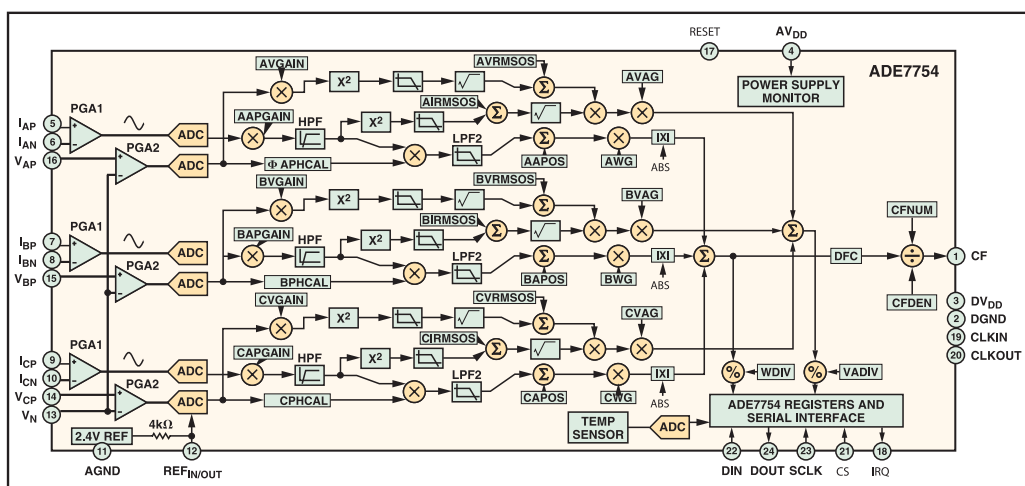 RESET
AVDD
17
4
ADE7754
POWER SUPPLY
MONITOR
AVGAIN
X²
AVRMSOS
Σ
AVAG
PGA1
IAP
5
IAN
6
ADC
AAPGAIN
HPF
X²
AIRMSOS
Σ
VAP
16
PGA2
ADC
Φ APHCAL
LPF2
Σ
AAPOS
AWG
|X|
ABS
BVGAIN
X²
BVRMSOS
Σ
BVAG
PGA1
IBP
7
IBN
8
ADC
BAPGAIN
HPF
X²
BIRMSOS
Σ
VBP
15
PGA2
ADC
BPHCAL
LPF2
Σ
BAPOS
BWG
|X|
ABS
Σ
Σ
DFC
CFNUM
÷
CFDEN
1
CF
3
DVDD
2
DGND
19
CLKIN
20
CLKOUT
CVGAIN
X²
CVRMSOS
Σ
CVAG
PGA1
ICP
9
ICN
10
ADC
CAPGAIN
HPF
X²
CIRMSOS
Σ
VCP
14
VN
13
PGA2
ADC
CPHCAL
LPF2
Σ
CAPOS
CWG
|X|
ABS
%
WDIV
%
VADIV
2.4V REF
4kΩ
11
AGND
12
REFIN/OUT
TEMP
SENSOR
ADC
ADE7754 REGISTERS AND
SERIAL INTERFACE
22
24
23
21
18
DIN
DOUT
SCLK
CS
IRQ